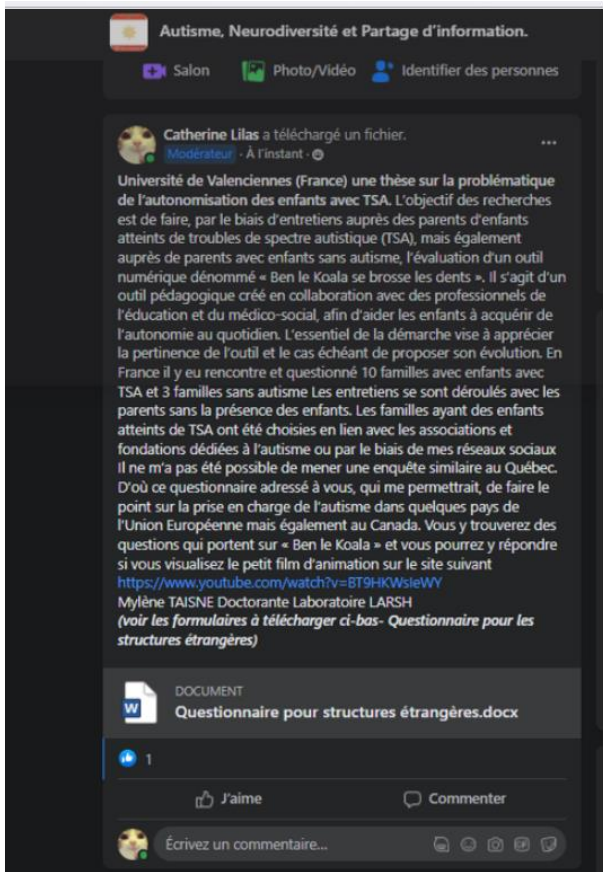 Autisme, Neurodiversité et Partage d'information.
Salon Photo/Vidéo Identifier des personnes
Catherine Lilas a téléchargé un fichier.
Modérateur · À l'instant ·
Université de Valenciennes (France) une thèse sur la problématique
de l'autonomisation des enfants avec TSA. L'objectif des recherches
est de faire, par le biais d'entretiens auprès des parents d'enfants
atteints de troubles de spectre autistique (TSA), mais également
auprès de parents avec enfants sans autisme, l'évaluation d'un outil
numérique dénommé « Ben le Koala se brosse les dents ». Il s'agit d'un
outil pédagogique créé en collaboration avec des professionnels de
l'éducation et du médico-social, afin d'aider les enfants à acquérir de
l'autonomie au quotidien. L'essentiel de la démarche vise à apprécier
la pertinence de l'outil et le cas échéant de proposer son évolution. En
France il y eu rencontre et questionné 10 familles avec enfants avec
TSA et 3 familles sans autisme Les entretiens se sont déroulés avec les
parents sans la présence des enfants. Les familles ayant des enfants
atteints de TSA ont été choisies en lien avec les associations et
fondations dédiées à l'autisme ou par le biais de mes réseaux sociaux
Il ne m'a pas été possible de mener une enquête similaire au Québec.
D'où ce questionnaire adressé à vous, qui me permettrait, de faire le
point sur la prise en charge de l'autisme dans quelques pays de
l'Union Européenne mais également au Canada. Vous y trouverez des
questions qui portent sur « Ben le Koala » et vous pourrez y répondre
si vous visualisez le petit film d'animation sur le site suivant
https://www.youtube.com/watch?v=BT9HKWsIeWY
Mylène TAISNE Doctorante Laboratoire LARSH
(voir les formulaires à télécharger ci-bas- Questionnaire pour les
structures étrangères)
W
DOCUMENT
Questionnaire pour structures étrangères.docx
1
J'aime Commenter
Écrivez un commentaire...